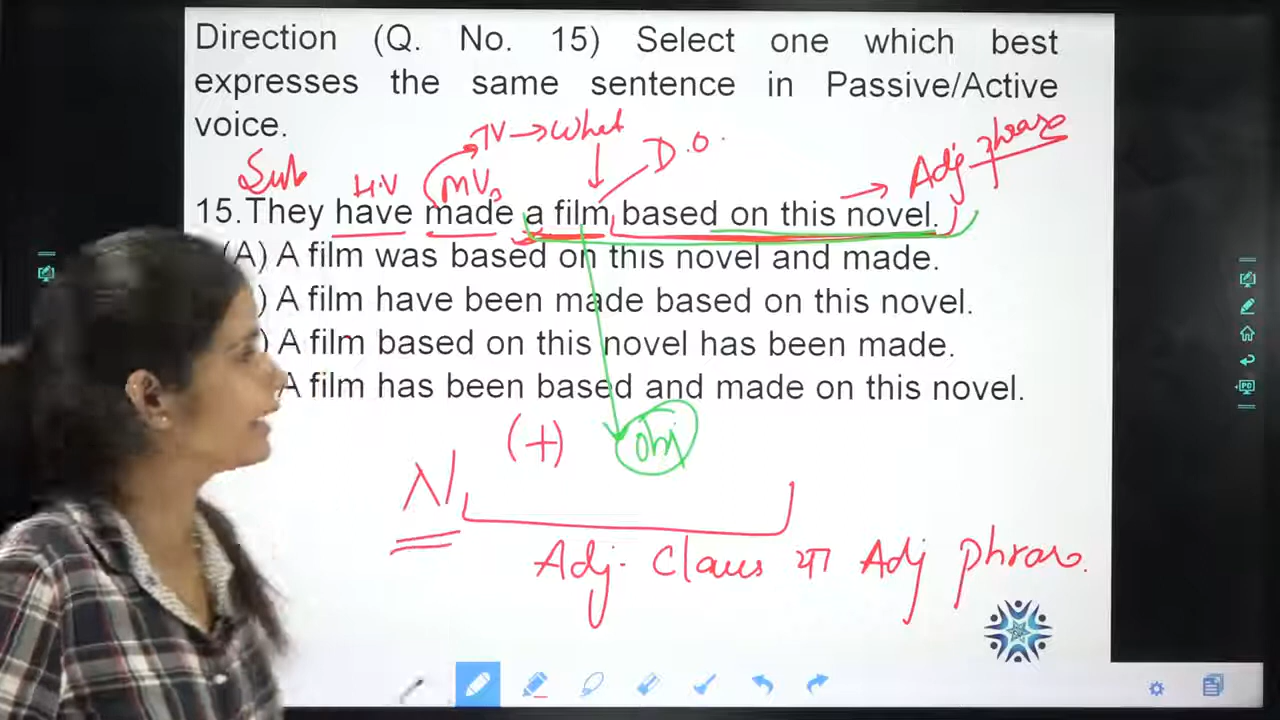 Direction (Q. No. 15) Select one which best
expresses the same sentence in Passive/Active
voice.
TV → What
D.O.
Adj phrase
Sub
H.V
MV3
15. They have made a film based on this novel.
(A) A film was based on this novel and made.
) A film have been made based on this novel.
) A film based on this novel has been made.
A film has been based and made on this novel.
(+)
obj
N
Adj. Claus या Adj phrase.